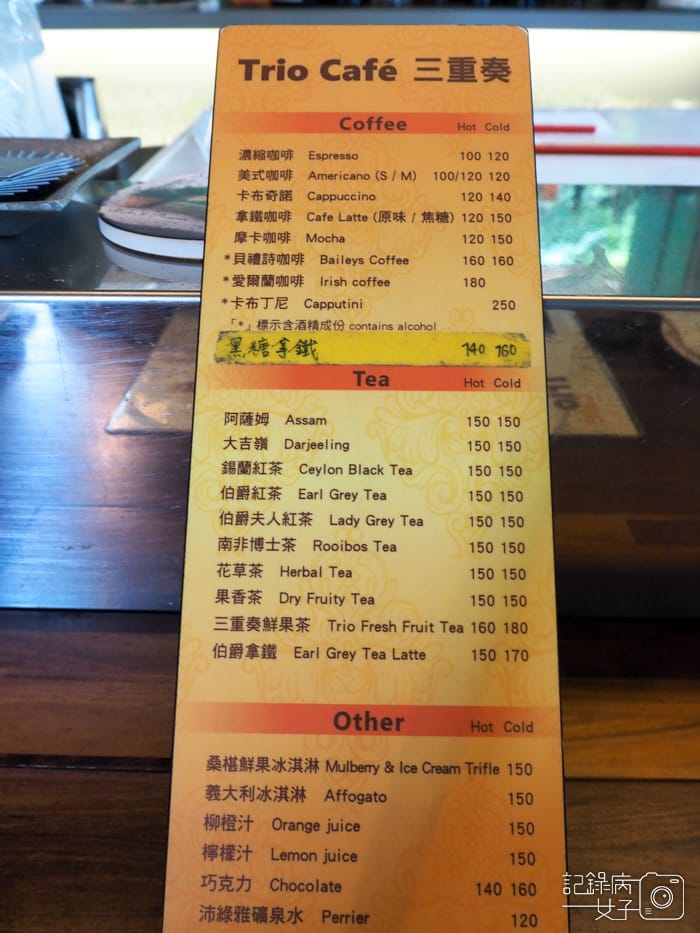 Trio Café 三重奏
Coffee Hot Cold
濃縮咖啡 Espresso 100 120
美式咖啡 Americano (S / M) 100/120 120
卡布奇諾 Cappuccino 120 140
拿鐵咖啡 Cafe Latte (原味 / 焦糖) 120 150
摩卡咖啡 Mocha 120 150
*貝禮詩咖啡 Baileys Coffee 160 160
*愛爾蘭咖啡 Irish coffee 180
*卡布丁尼 Capputini 250
「*」標示含酒精成份 contains alcohol
黑糖拿鐵 140 160
Tea Hot Cold
阿薩姆 Assam 150 150
大吉嶺 Darjeeling 150 150
錫蘭紅茶 Ceylon Black Tea 150 150
伯爵紅茶 Earl Grey Tea 150 150
伯爵夫人紅茶 Lady Grey Tea 150 150
南非博士茶 Rooibos Tea 150 150
花草茶 Herbal Tea 150 150
果香茶 Dry Fruity Tea 150 150
三重奏鮮果茶 Trio Fresh Fruit Tea 160 180
伯爵拿鐵 Earl Grey Tea Latte 150 170
Other Hot Cold
桑椹鮮果冰淇淋 Mulberry & Ice Cream Trifle 150
義大利冰淇淋 Affogato 150
柳橙汁 Orange juice 150
檸檬汁 Lemon juice 150
巧克力 Chocolate 140 160
沛綠雅礦泉水 Perrier 120
記錄病
一女子